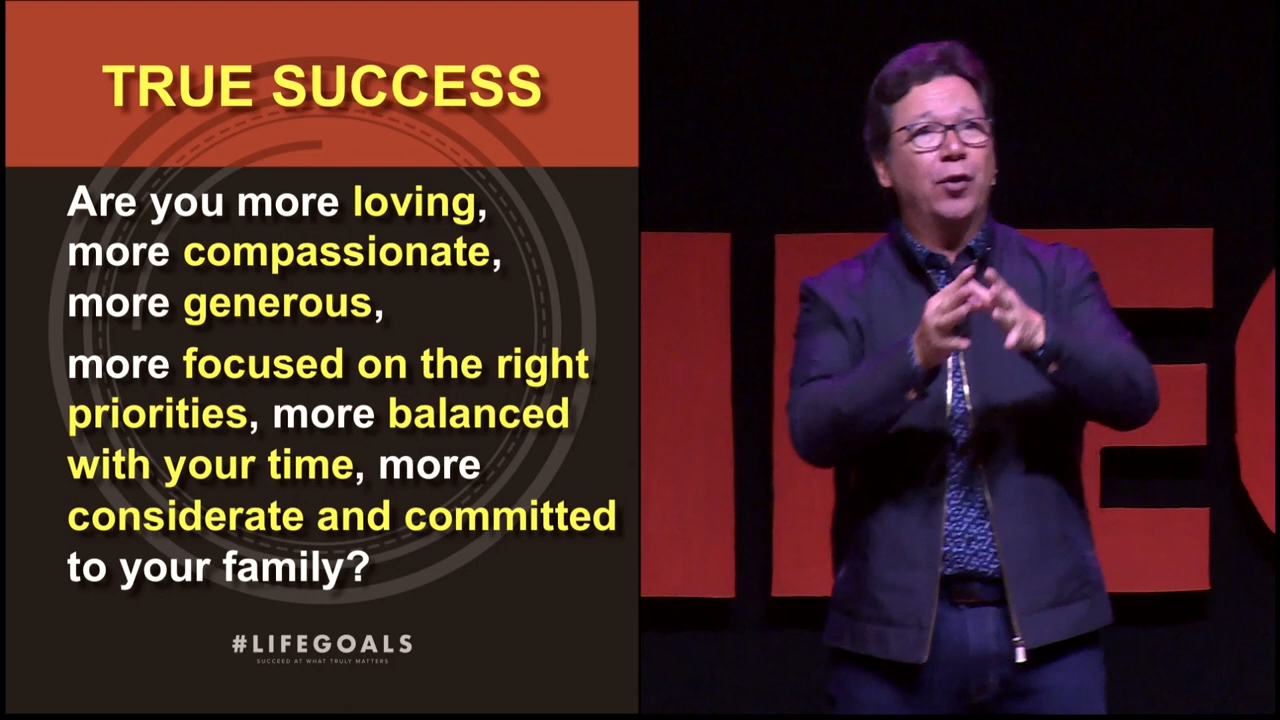 TRUE SUCCESS
Are you more loving,
more compassionate,
more generous,
more focused on the right
priorities, more balanced
with your time, more
considerate and committed
to your family?
#LIFEGOALS
SUCCEED AT WHAT TRULY MATTERS